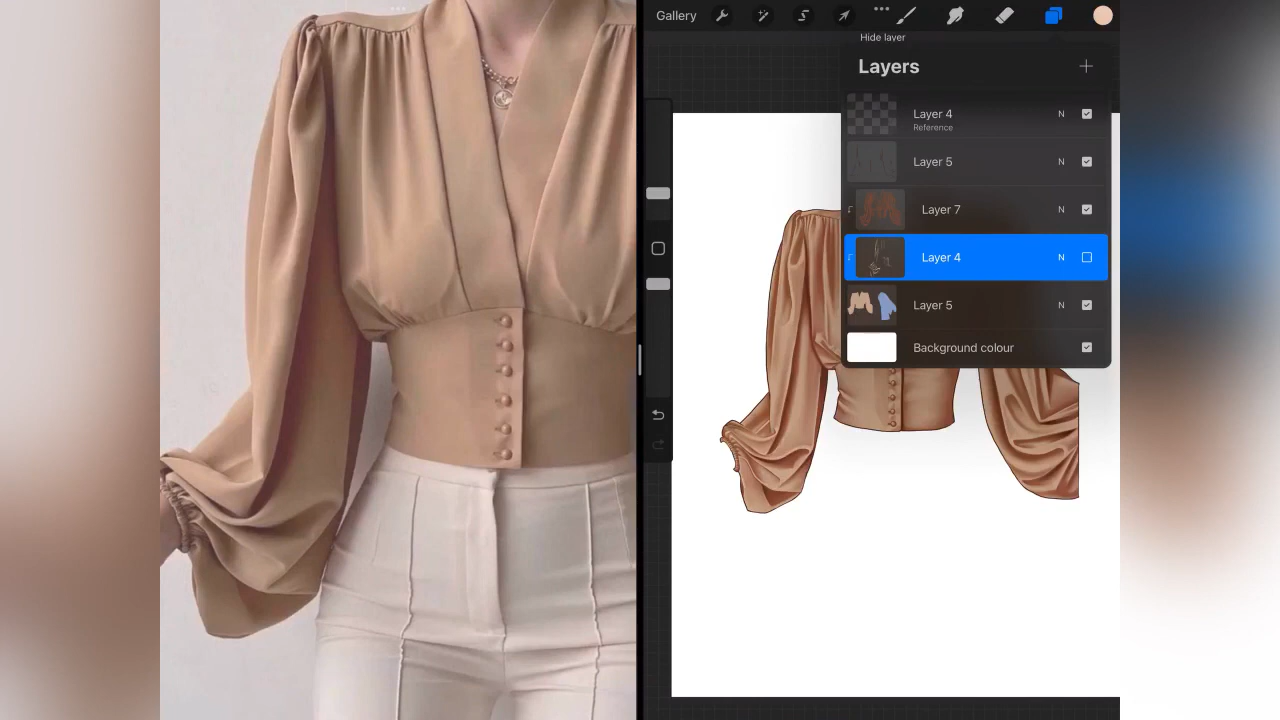 Gallery
Hide layer
Layers
Layer 4 N
Reference
Layer 5 N
Layer 7 N
Layer 4 N
Layer 5 N
Background colour